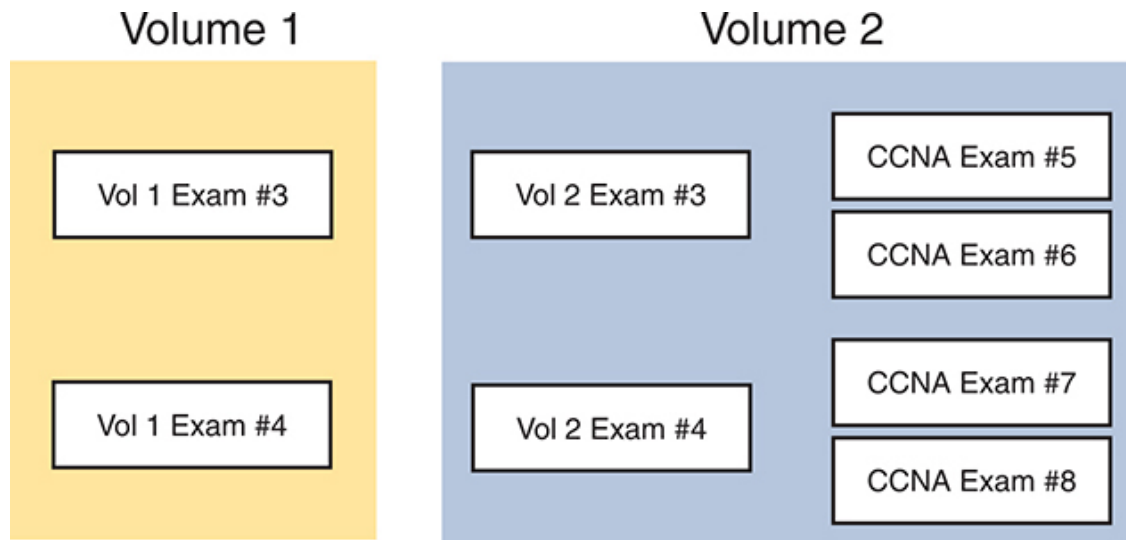 Volume 1
Vol 1 Exam #3
Vol 1 Exam #4
Volume 2
Vol 2 Exam #3
Vol 2 Exam #4
CCNA Exam #5
CCNA Exam #6
CCNA Exam #7
CCNA Exam #8